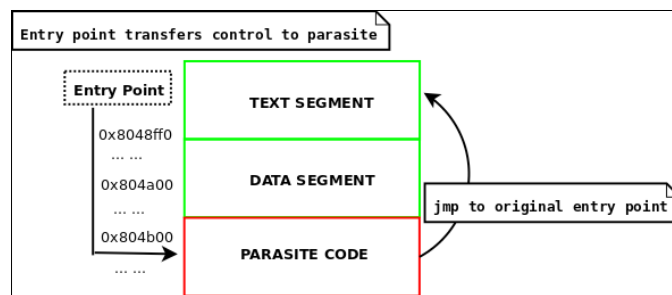 Entry point transfers control to parasite
Entry Point
TEXT SEGMENT
0x8048ff0
... ...
DATA SEGMENT
0x804a00
... ...
jmp to original entry point
0x804b00
PARASITE CODE
... ...